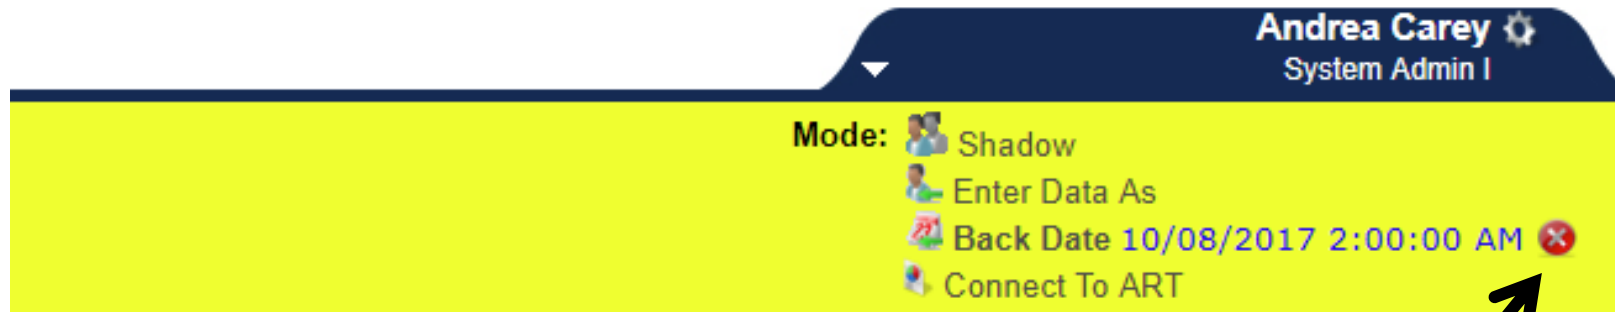 Andrea Carey
System Admin I
Mode: Shadow
Enter Data As
Back Date 10/08/2017 2:00:00 AM
Connect To ART